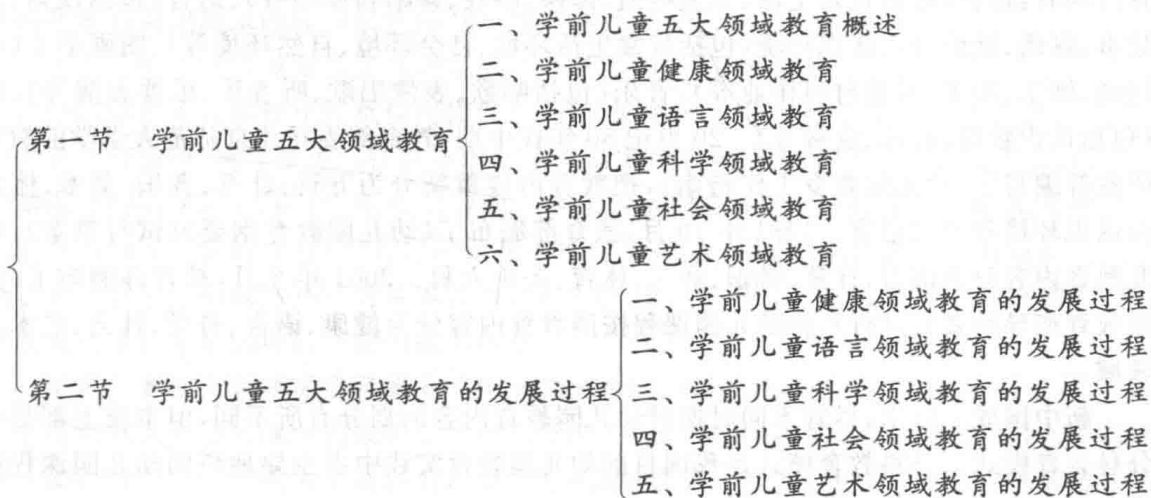 一、学前儿童五大领域教育概述
二、学前儿童健康领域教育
三、学前儿童语言领域教育
第一节 学前儿童五大领域教育
四、学前儿童科学领域教育
五、学前儿童社会领域教育
六、学前儿童艺术领域教育
一、学前儿童健康领域教育的发展过程
二、学前儿童语言领域教育的发展过程
第二节 学前儿童五大领域教育的发展过程
三、学前儿童科学领域教育的发展过程
四、学前儿童社会领域教育的发展过程
五、学前儿童艺术领域教育的发展过程